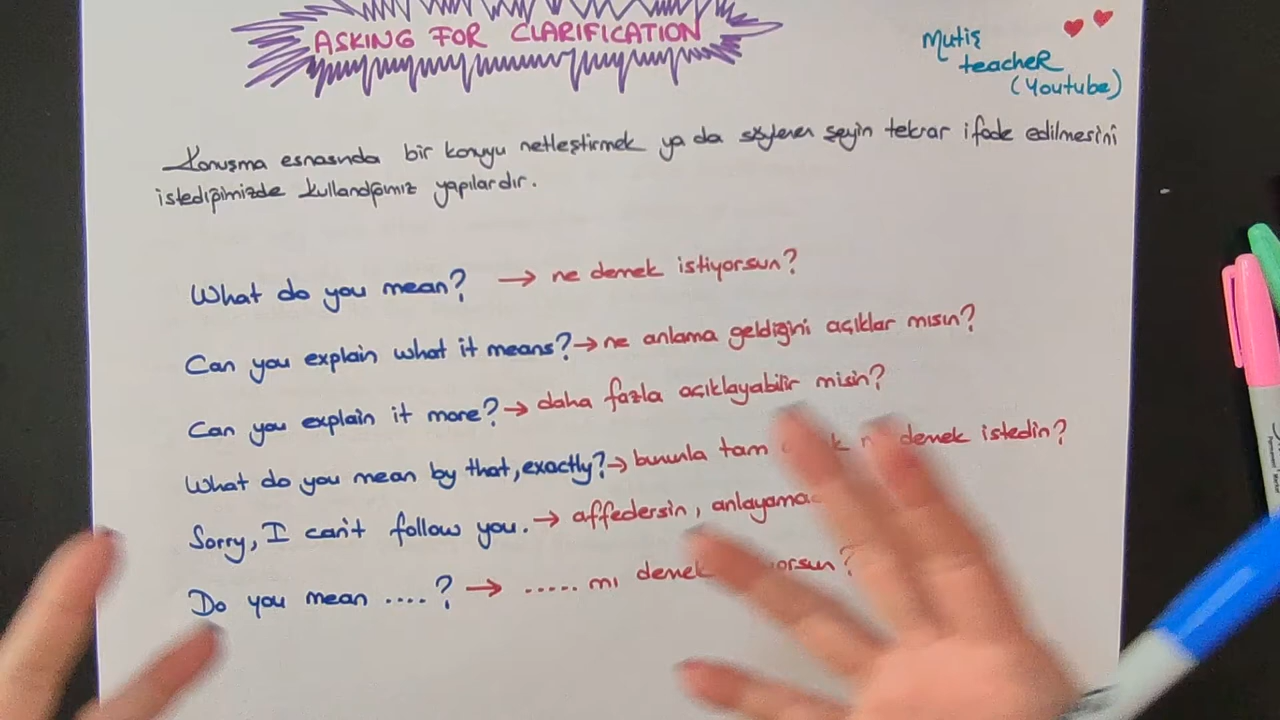 ASKING FOR CLARIFICATION
Mutiş
teacher
(Youtube)
Konuşma esnasında bir konuyu netleştirmek ya da söylenen şeyin tekrar ifade edilmesini
istediğimizde kullandığımız yapılardır.
What do you mean? → ne demek istiyorsun?
Can you explain what it means? → ne anlama geldiğini açıklar mısın?
Can you explain it more? → daha fazla açıklayabilir misin?
What do you mean by that, exactly? → bununla tam demek istedin?
Sorry, I can't follow you. → affedersin,
Do you mean ....? → ..... mı demek